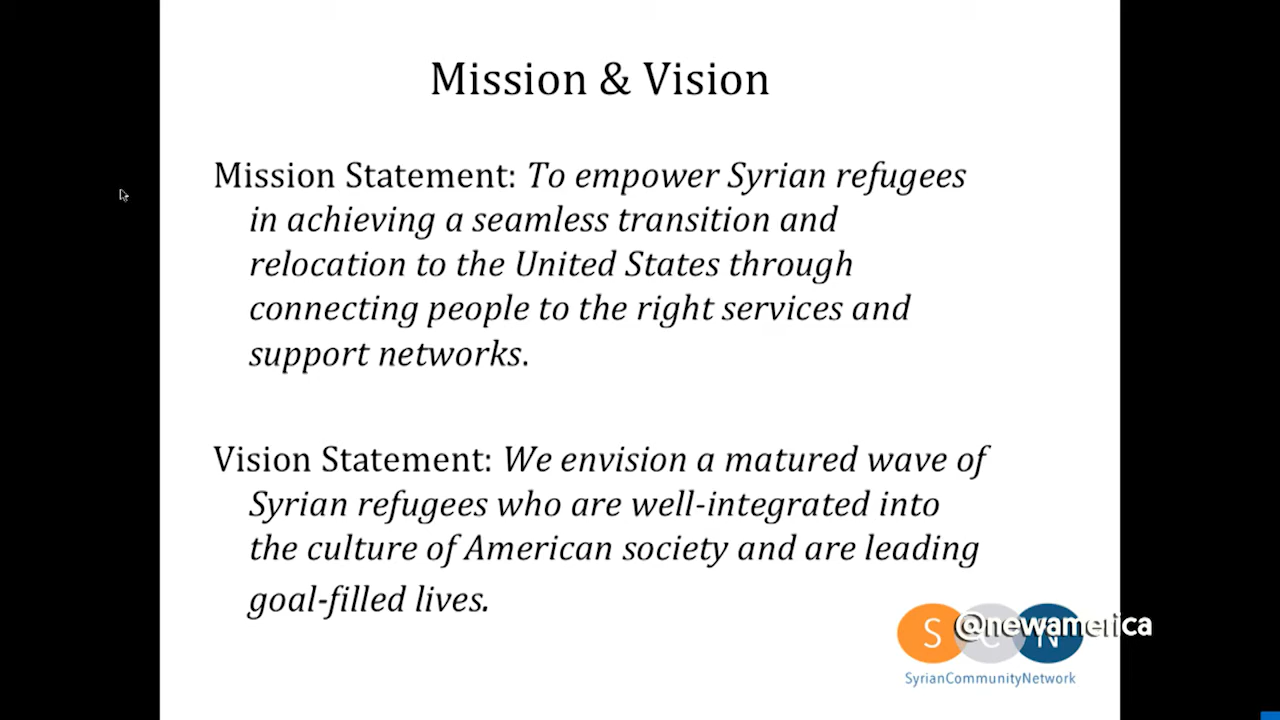 Mission & Vision
Mission Statement: To empower Syrian refugees
in achieving a seamless transition and
relocation to the United States through
connecting people to the right services and
support networks.
Vision Statement: We envision a matured wave of
Syrian refugees who are well-integrated into
the culture of American society and are leading
goal-filled lives.
S C N
@newamerica
SyrianCommunityNetwork